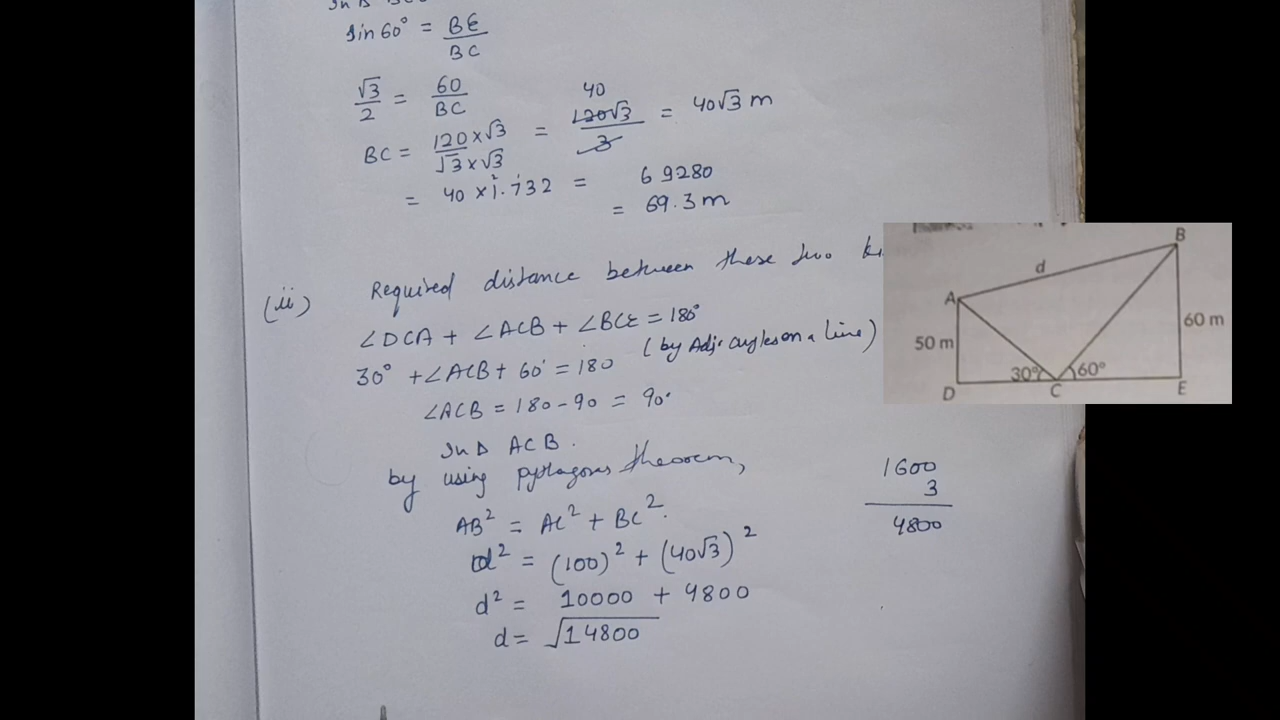 sin 60° = BE/BC
√3/2 = 60/BC
BC = 120×√3/√3×√3 = 40 120√3/3 = 40√3 m
= 40 × 1.732 = 69280
= 69.3 m
(ii) Required distance between these two
∠DCA + ∠ACB + ∠BCE = 180°
(by Adj. angles on a line)
30° + ∠ACB + 60° = 180
∠ACB = 180 - 90 = 90°
In Δ ACB.
by using pythagoras theorem,
AB² = AC² + BC².
d² = (100)² + (40√3)²
d² = 10000 + 4800
d = √14800
1600
3
4800
B
d
A
60 m
50 m
30° 60°
D C E